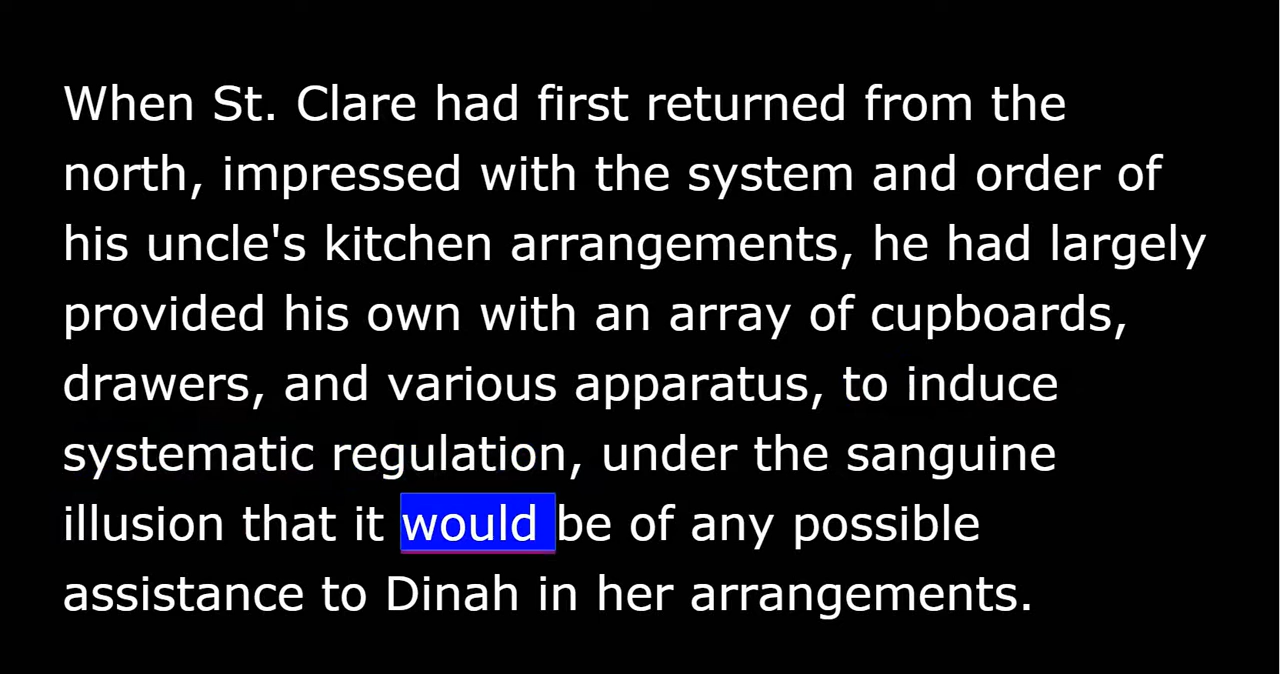 When St. Clare had first returned from the
north, impressed with the system and order of
his uncle's kitchen arrangements, he had largely
provided his own with an array of cupboards,
drawers, and various apparatus, to induce
systematic regulation, under the sanguine
illusion that it would be of any possible
assistance to Dinah in her arrangements.